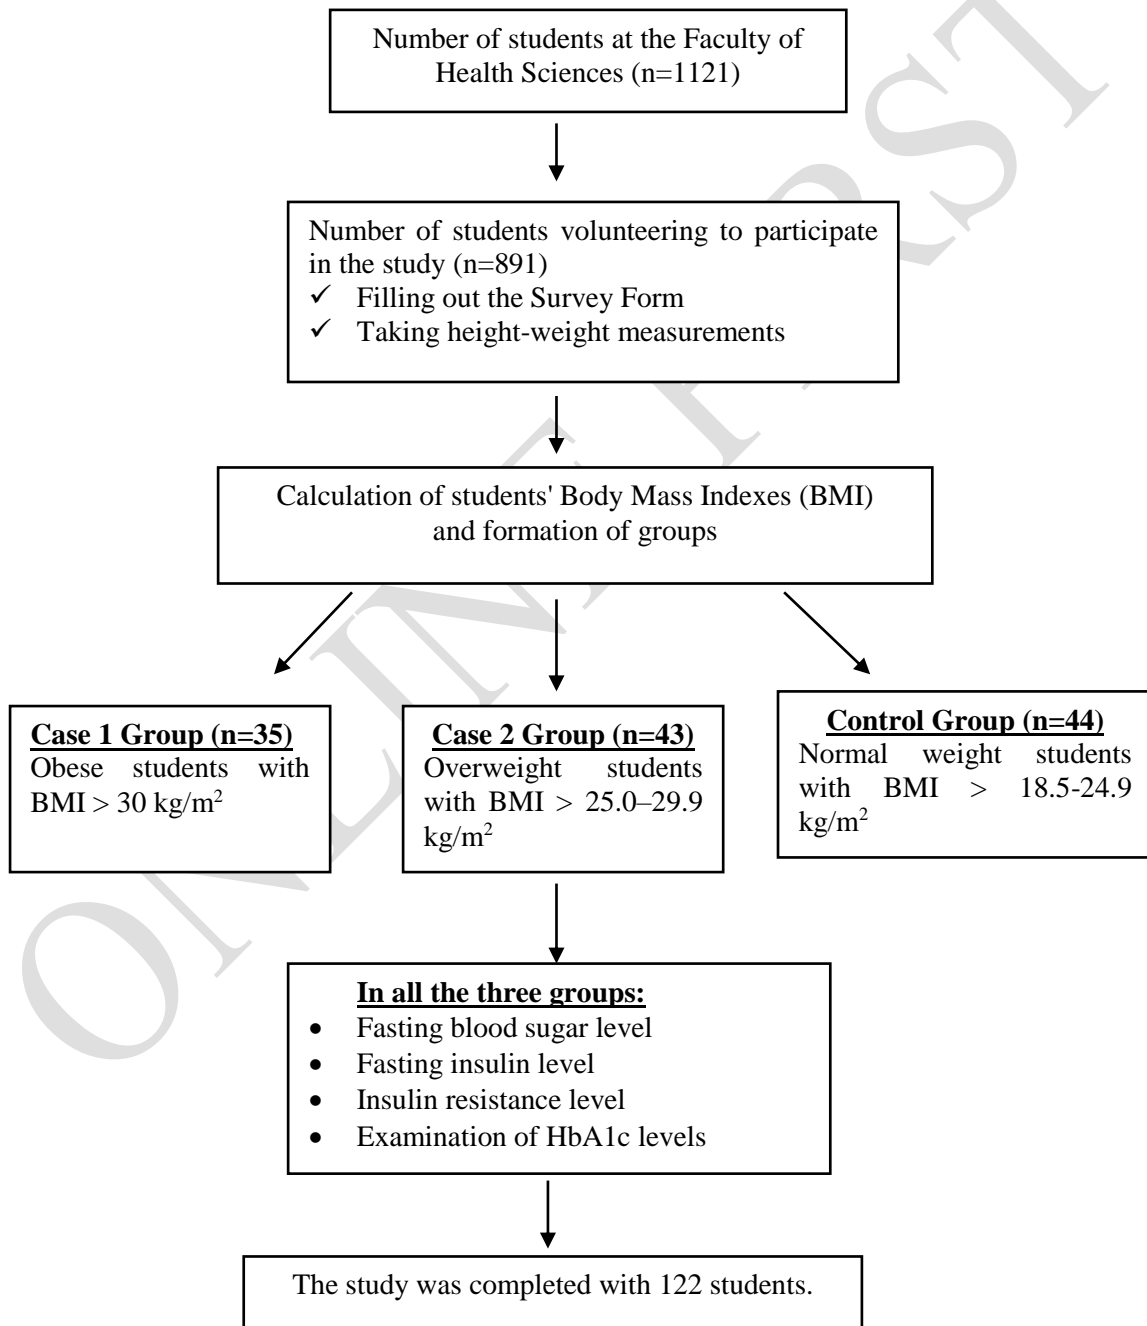 Number of students at the Faculty of
Health Sciences (n=1121)
Number of students volunteering to participate
in the study (n=891)
✓ Filling out the Survey Form
✓ Taking height-weight measurements
Calculation of students' Body Mass Indexes (BMI)
and formation of groups
Case 1 Group (n=35)
Obese students with
BMI > 30 kg/m²
Case 2 Group (n=43)
Overweight students
with BMI > 25.0–29.9
kg/m²
Control Group (n=44)
Normal weight students
with BMI > 18.5-24.9
kg/m²
In all the three groups:
• Fasting blood sugar level
• Fasting insulin level
• Insulin resistance level
• Examination of HbA1c levels
The study was completed with 122 students.
ONLINE FIRST